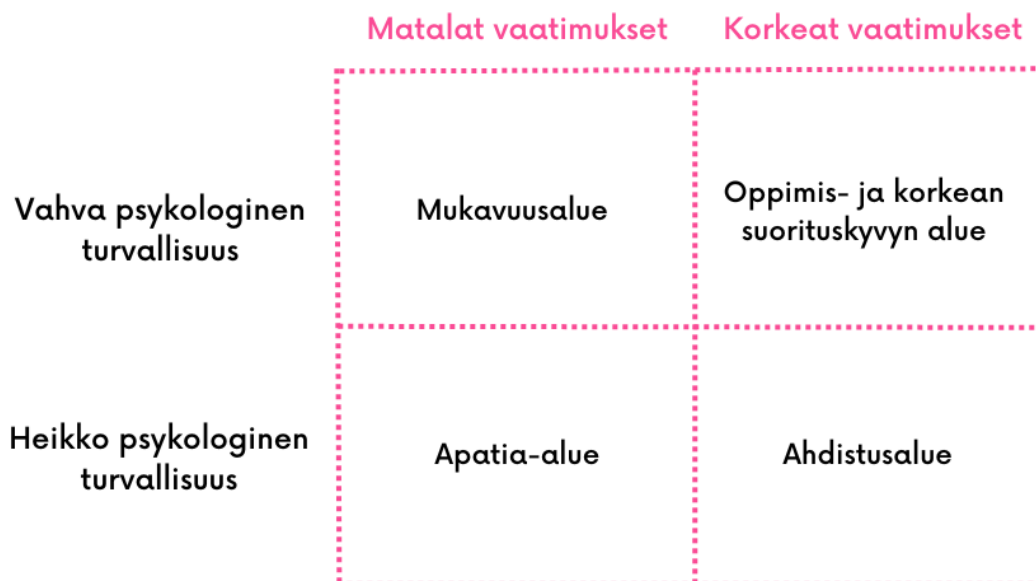 Matalat vaatimukset
Korkeat vaatimukset
Vahva psykologinen
turvallisuus
Mukavuusalue
Oppimis- ja korkean
suorituskyvyn alue
Heikko psykologinen
turvallisuus
Apatia-alue
Ahdistusalue